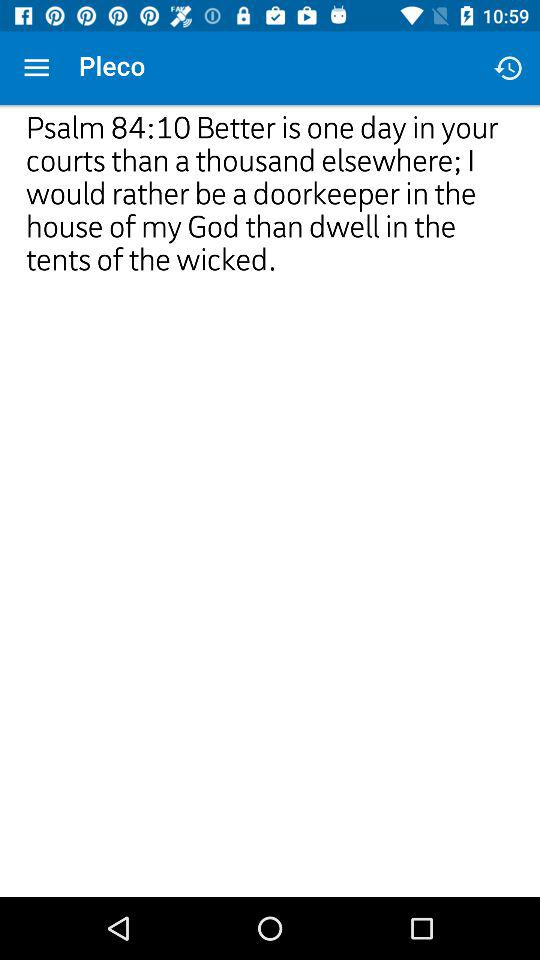 10:59
Pleco
Psalm 84:10 Better is one day in your
courts than a thousand elsewhere; I
would rather be a doorkeeper in the
house of my God than dwell in the
tents of the wicked.